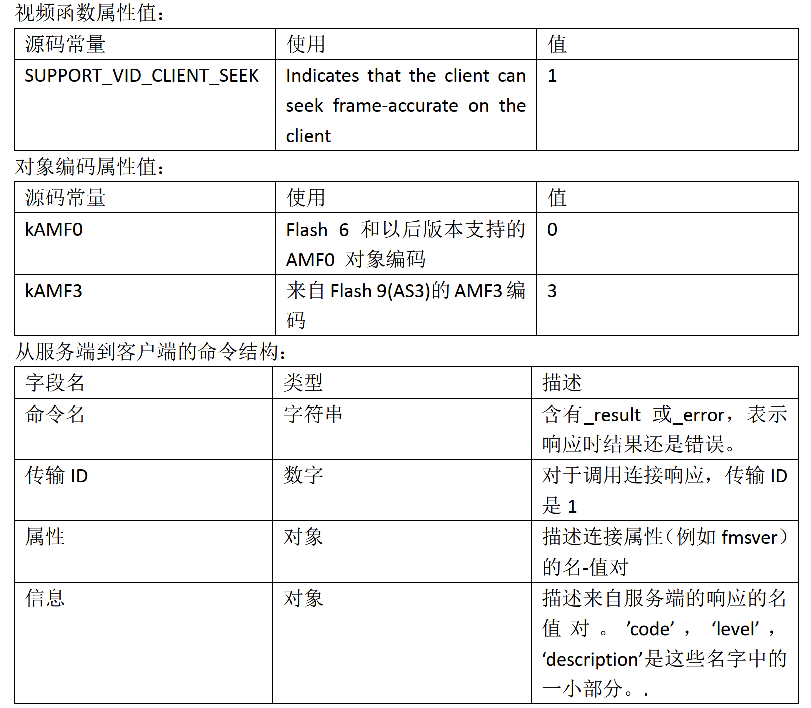 视频函数属性值：
源码常量 使用 值
SUPPORT_VID_CLIENT_SEEK Indicates that the client can 1
seek frame-accurate on the
client
对象编码属性值：
源码常量 使用 值
kAMF0 Flash 6 和以后版本支持的 0
AMF0 对象编码
kAMF3 来自 Flash 9(AS3)的 AMF3 编 3
码
从服务端到客户端的命令结构：
字段名 类型 描述
命令名 字符串 含有_result 或_error，表示
响应时结果还是错误。
传输 ID 数字 对于调用连接响应，传输 ID
是 1
属性 对象 描述连接属性（例如 fmsver）
的名-值对
信息 对象 描述来自服务端的响应的名
值对。’code’，‘level’，
‘description’是这些名字中的
一小部分。.